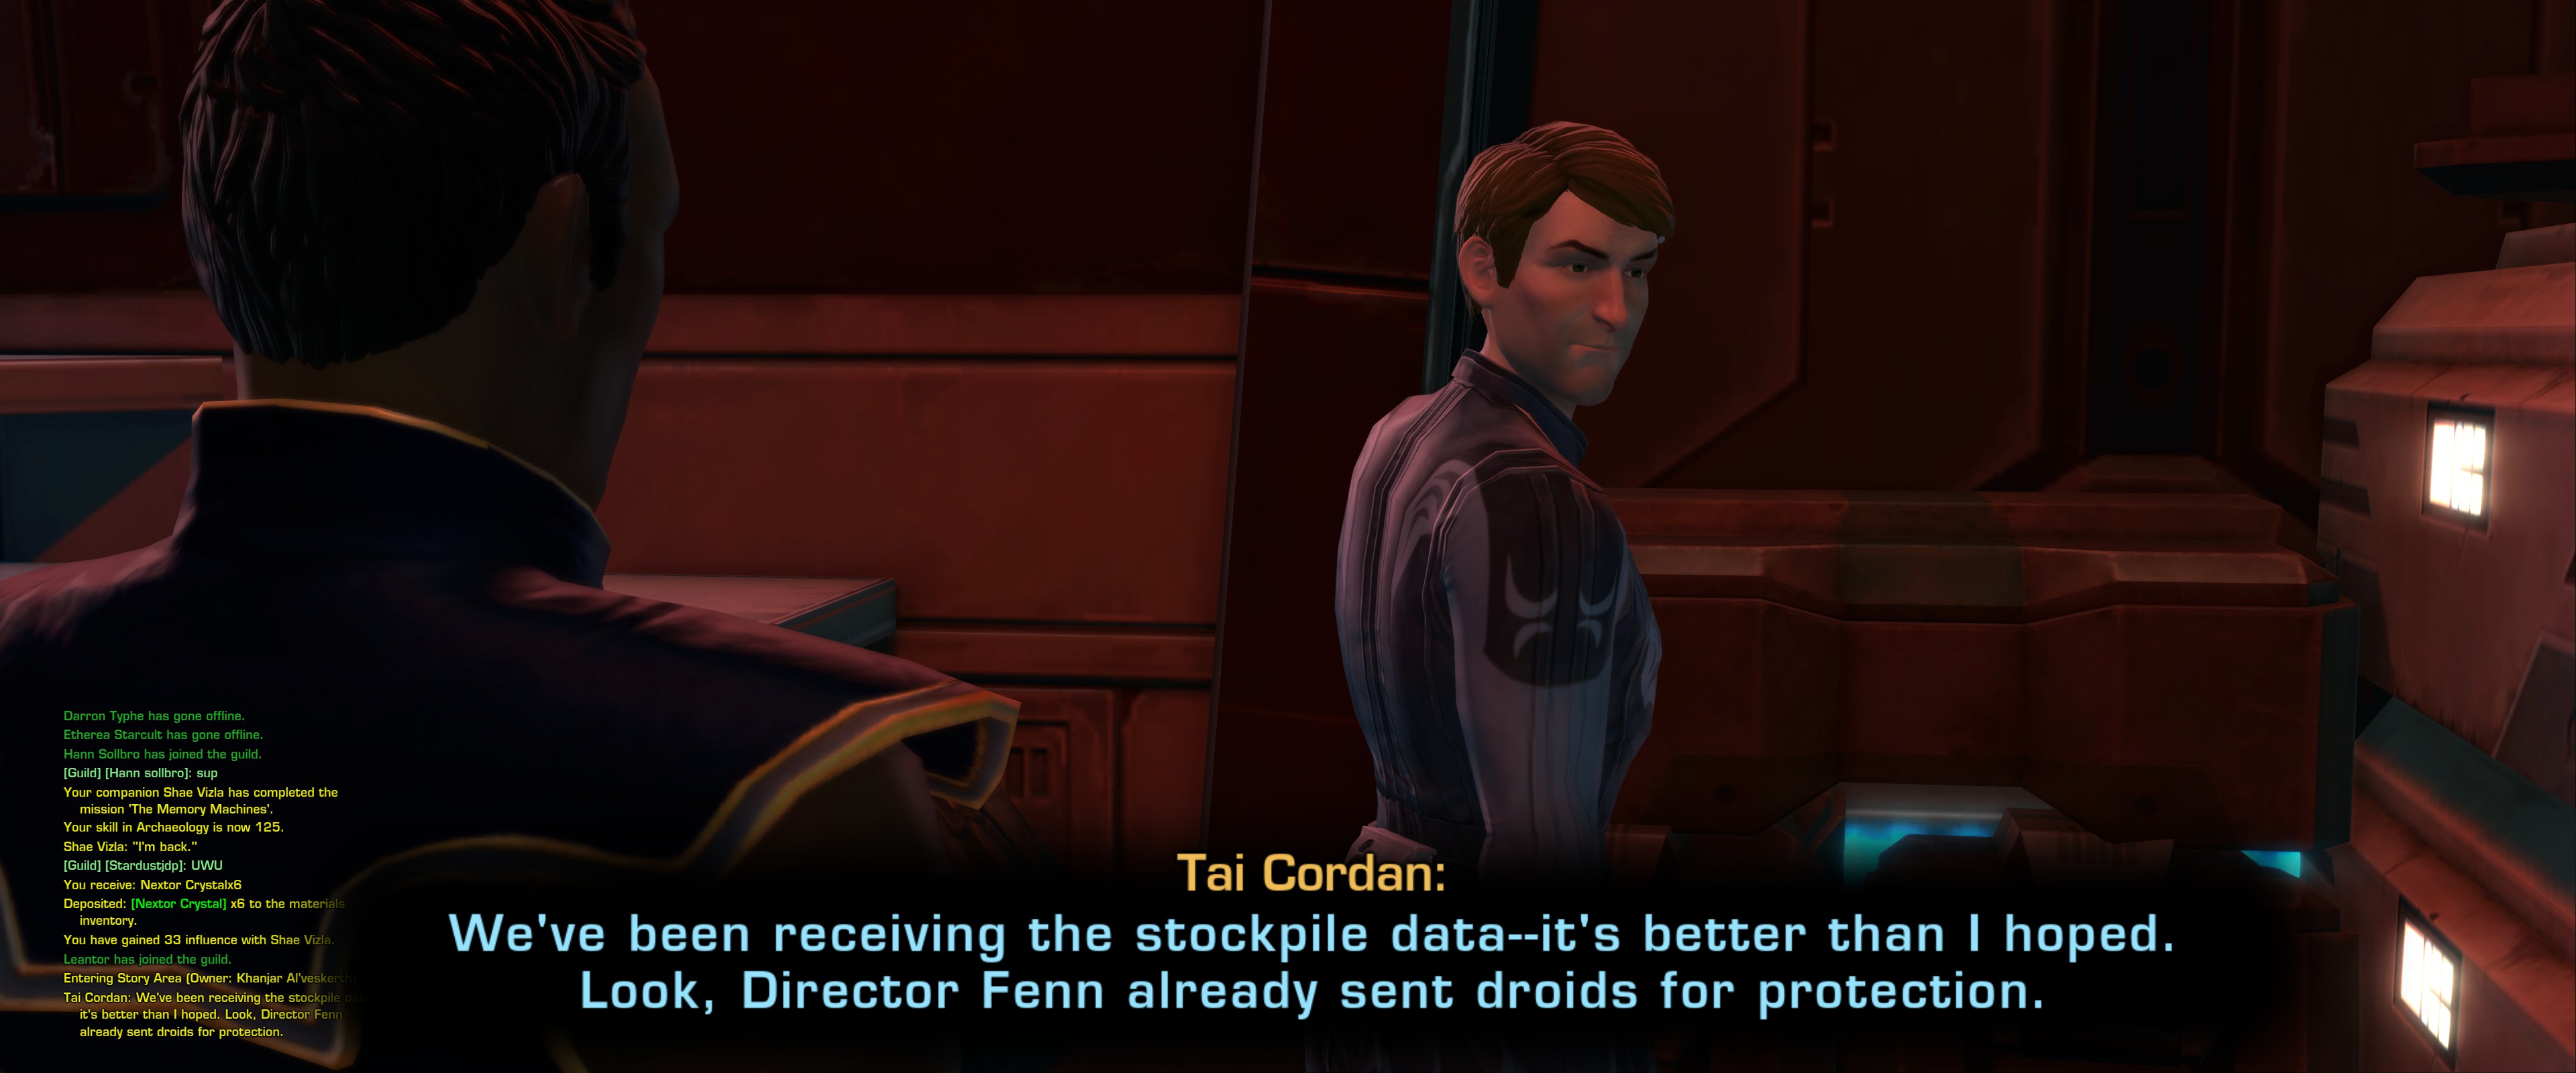 Darron Typhe has gone offline.
Etherea Starcult has gone offline.
Hann Sollbro has joined the guild.
[Guild] [Hann sollbro]: sup
Your companion Shae Vizla has completed the
mission 'The Memory Machines'.
Your skill in Archaeology is now 125.
Shae Vizla: "I'm back."
[Guild] [Stardustjdp]: UWU
You receive: Nextor Crystalx6
Deposited: [Nextor Crystal] x6 to the materials
inventory.
You have gained 33 influence with Shae Vizla.
Leantor has joined the guild.
Entering Story Area (Owner: Khanjar Al'veskerth
Tai Cordan: We've been receiving the stockpile
it's better than I hoped. Look, Director Fenn
already sent droids for protection.
Tai Cordan:
We've been receiving the stockpile data--it's better than I hoped.
Look, Director Fenn already sent droids for protection.